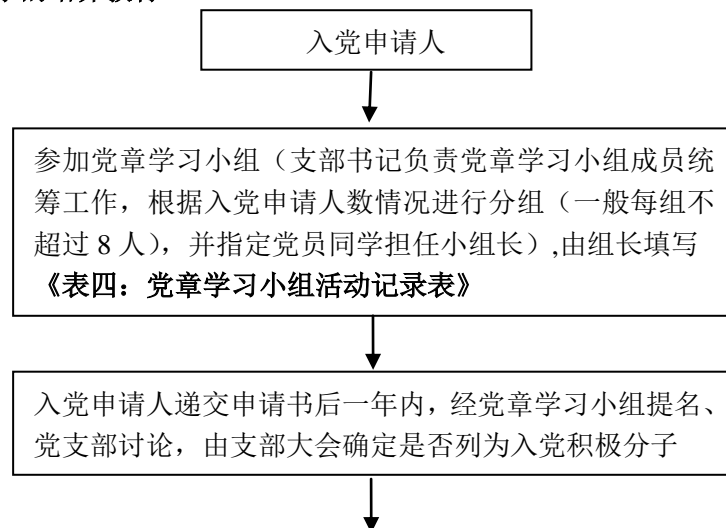 入党申请人
参加党章学习小组（支部书记负责党章学习小组成员统
筹工作，根据入党申请人数情况进行分组（一般每组不
超过 8 人），并指定党员同学担任小组长）,由组长填写
《表四：党章学习小组活动记录表》
入党申请人递交申请书后一年内，经党章学习小组提名、
党支部讨论，由支部大会确定是否列为入党积极分子